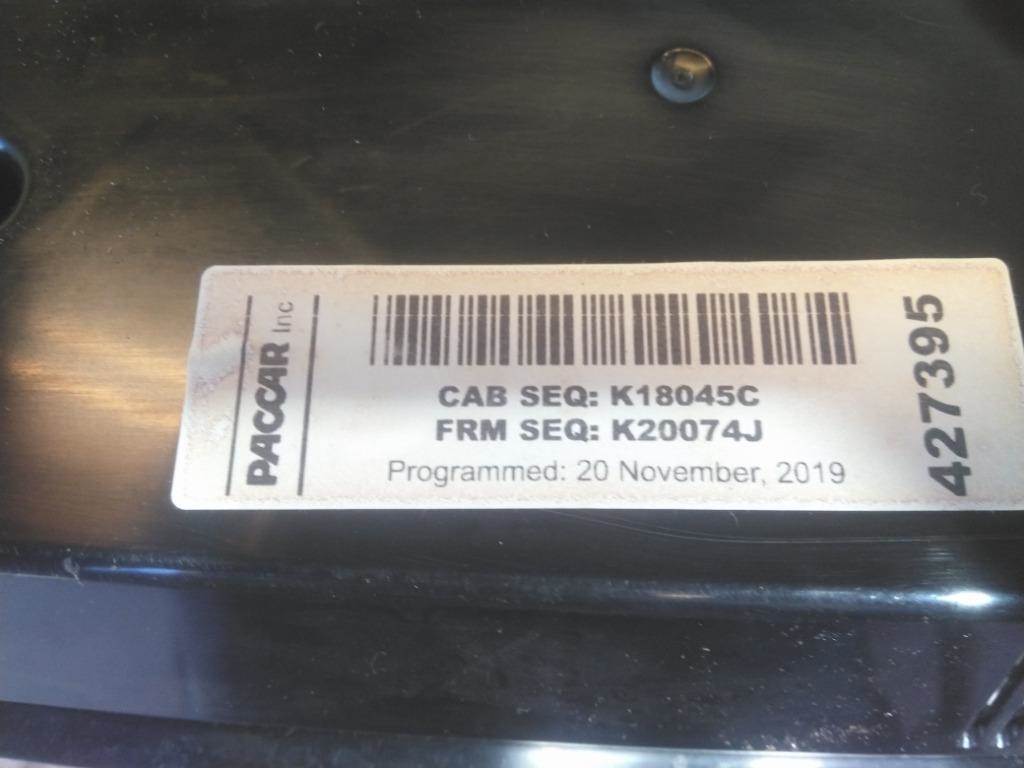 PACCAR Inc
CAB SEQ: K18045C
FRM SEQ: K20074J
Programmed: 20 November, 2019
427395